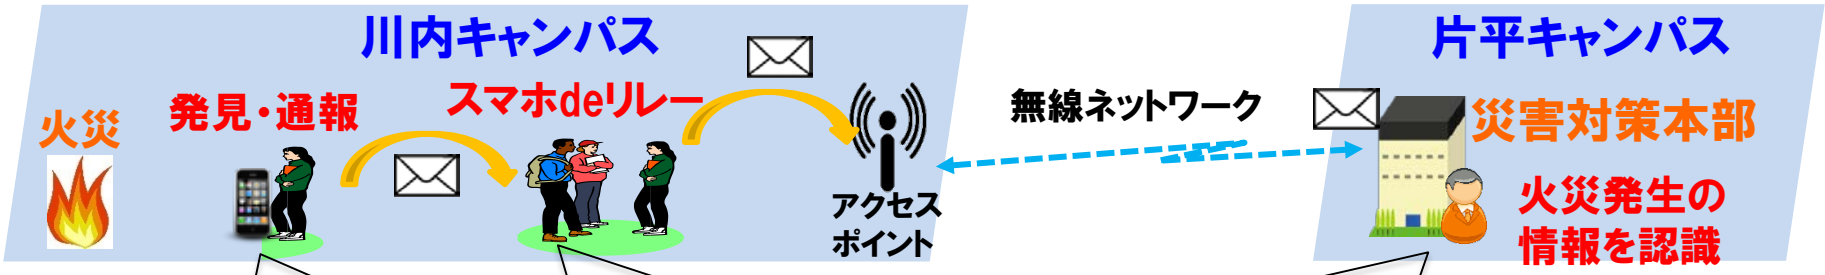 川内キャンパス
火災
発見・通報
スマホdeリレー
アクセス
ポイント
無線ネットワーク
片平キャンパス
災害対策本部
火災発生の
情報を認識